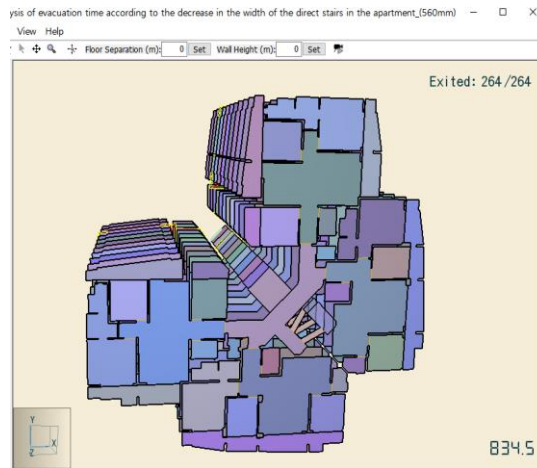 ysis of evacuation time according to the decrease in the width of the direct stairs in the apartment_(560mm)
View Help
Floor Separation (m): 0 Set Wall Height (m): 0 Set
Exited: 264/264
Y
X
Z
834.5